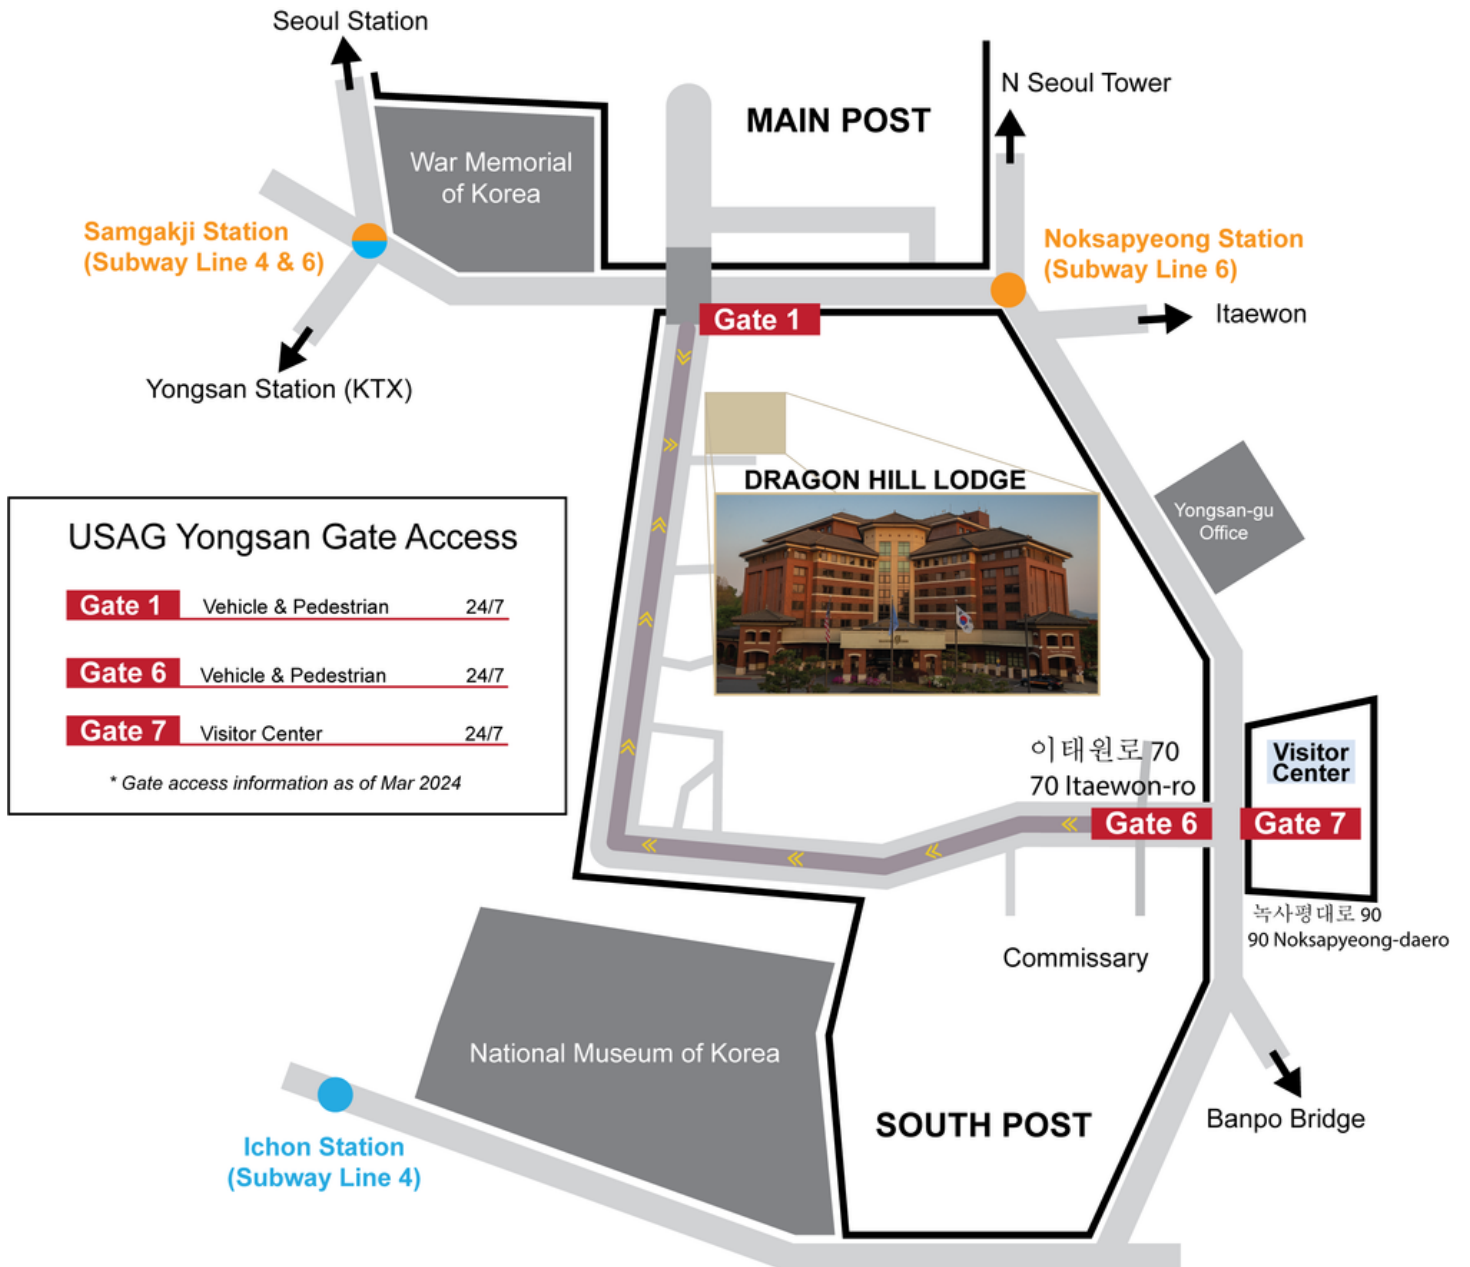 Seoul Station
N Seoul Tower
MAIN POST
War Memorial
of Korea
Samgakji Station
(Subway Line 4 & 6)
Noksapyeong Station
(Subway Line 6)
Gate 1
Itaewon
Yongsan Station (KTX)
DRAGON HILL LODGE
Yongsan-gu
Office
USAG Yongsan Gate Access
Gate 1 Vehicle & Pedestrian 24/7
Gate 6 Vehicle & Pedestrian 24/7
Gate 7 Visitor Center 24/7
* Gate access information as of Mar 2024
이태원로 70
70 Itaewon-ro
Visitor
Center
Gate 6
Gate 7
녹사평대로 90
90 Noksapyeong-daero
Commissary
National Museum of Korea
SOUTH POST
Banpo Bridge
Ichon Station
(Subway Line 4)